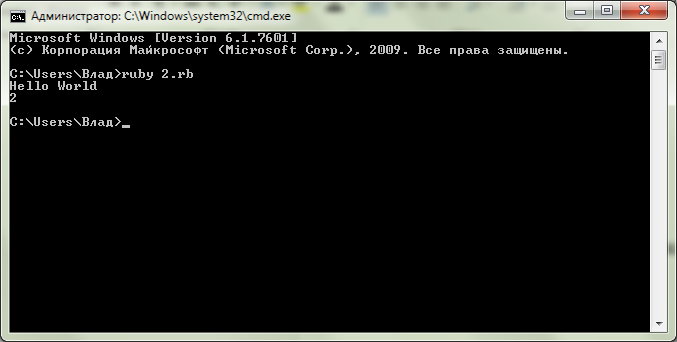 Администратор: C:\Windows\system32\cmd.exe
Microsoft Windows [Version 6.1.7601]
(c) Корпорация Майкрософт (Microsoft Corp.), 2009. Все права защищены.
C:\Users\Влад>ruby 2.rb
Hello World
2
C:\Users\Влад>_